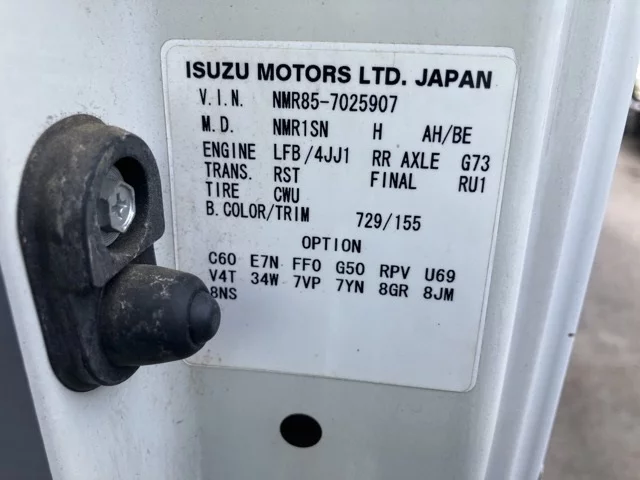 ISUZU MOTORS LTD. JAPAN
V.I.N. NMR85-7025907
M.D. NMR1SN H AH/BE
ENGINE LFB/4JJ1 RR AXLE G73
TRANS. RST FINAL RU1
TIRE CWU
B.COLOR/TRIM 729/155
OPTION
C60 E7N FF0 G50 RPV U69
V4T 34W 7VP 7YN 8GR 8JM
8NS